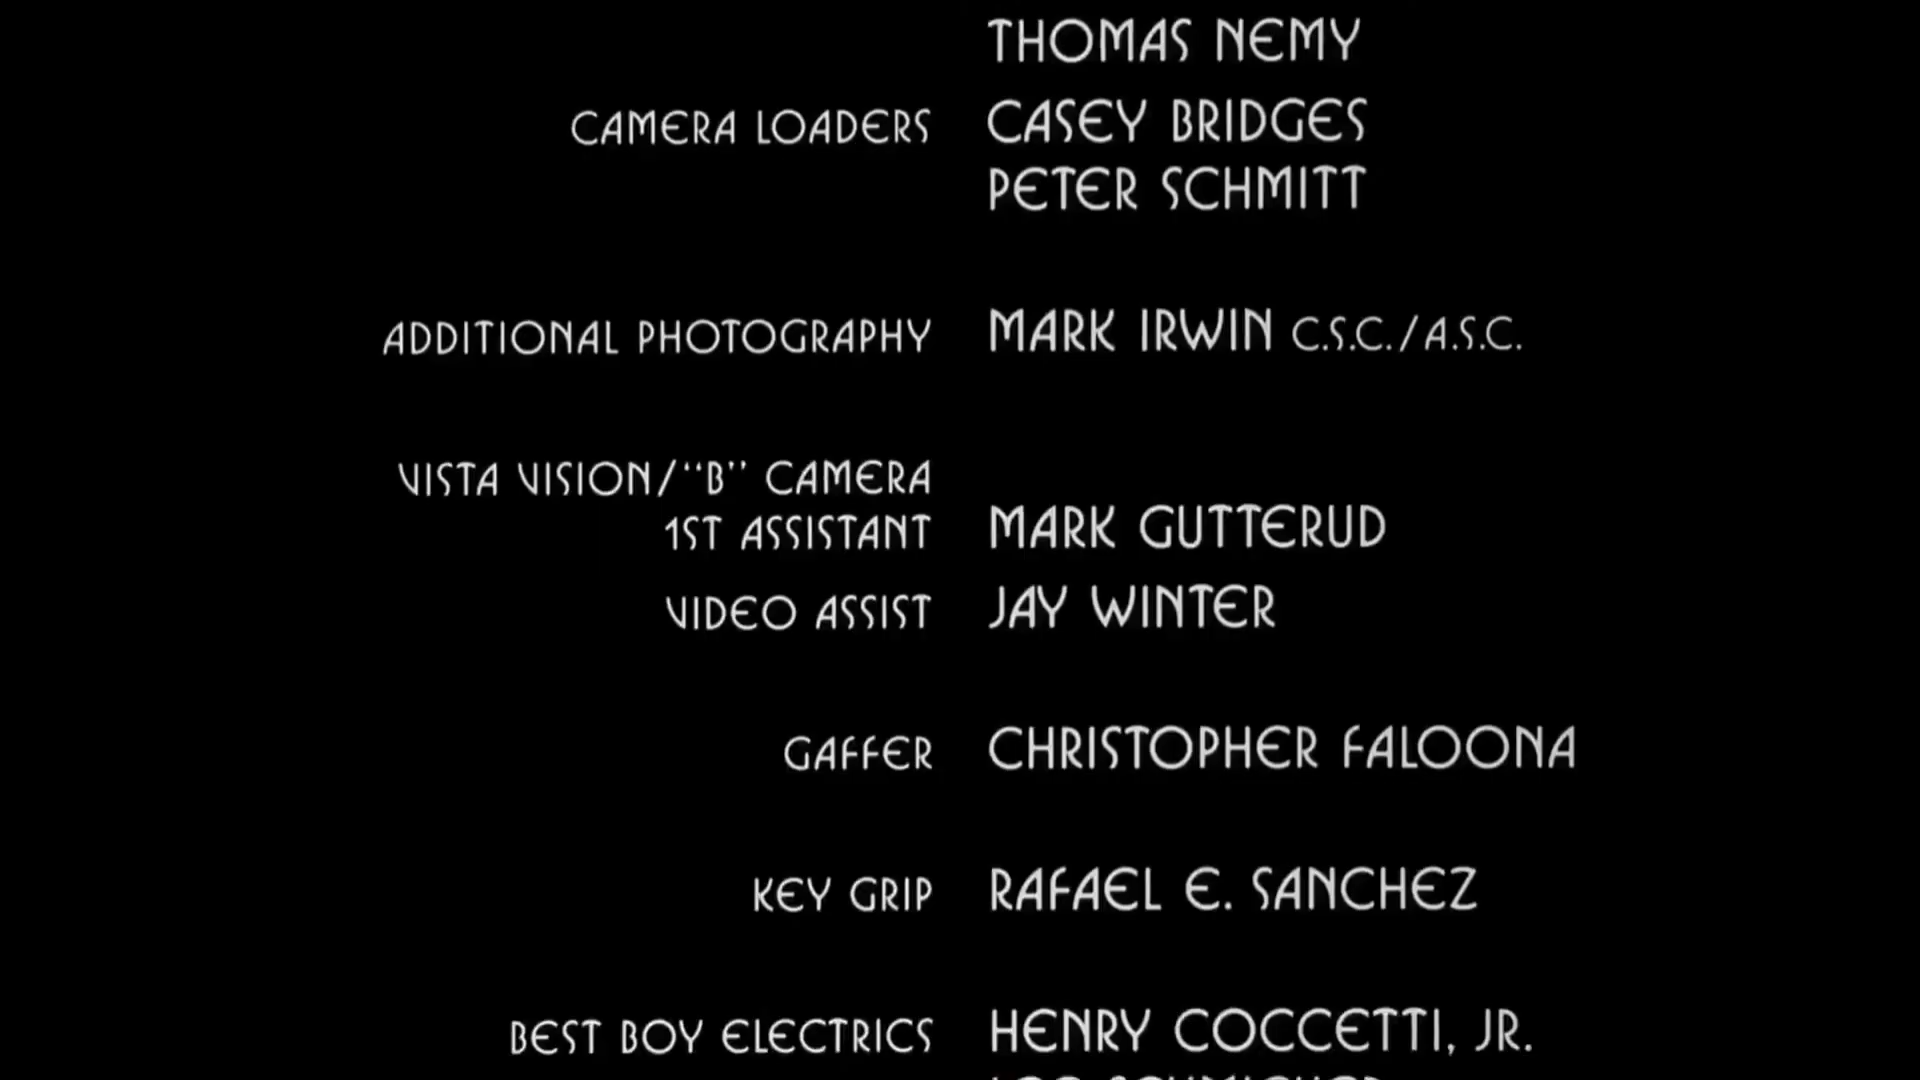 THOMAS NEMY
CAMERA LOADERS CASEY BRIDGES
PETER SCHMITT
ADDITIONAL PHOTOGRAPHY MARK IRWIN C.S.C./A.S.C.
VISTA VISION/“B” CAMERA
1ST ASSISTANT MARK GUTTERUD
VIDEO ASSIST JAY WINTER
GAFFER CHRISTOPHER FALOONA
KEY GRIP RAFAEL E. SANCHEZ
BEST BOY ELECTRICS HENRY COCCETTI, JR.